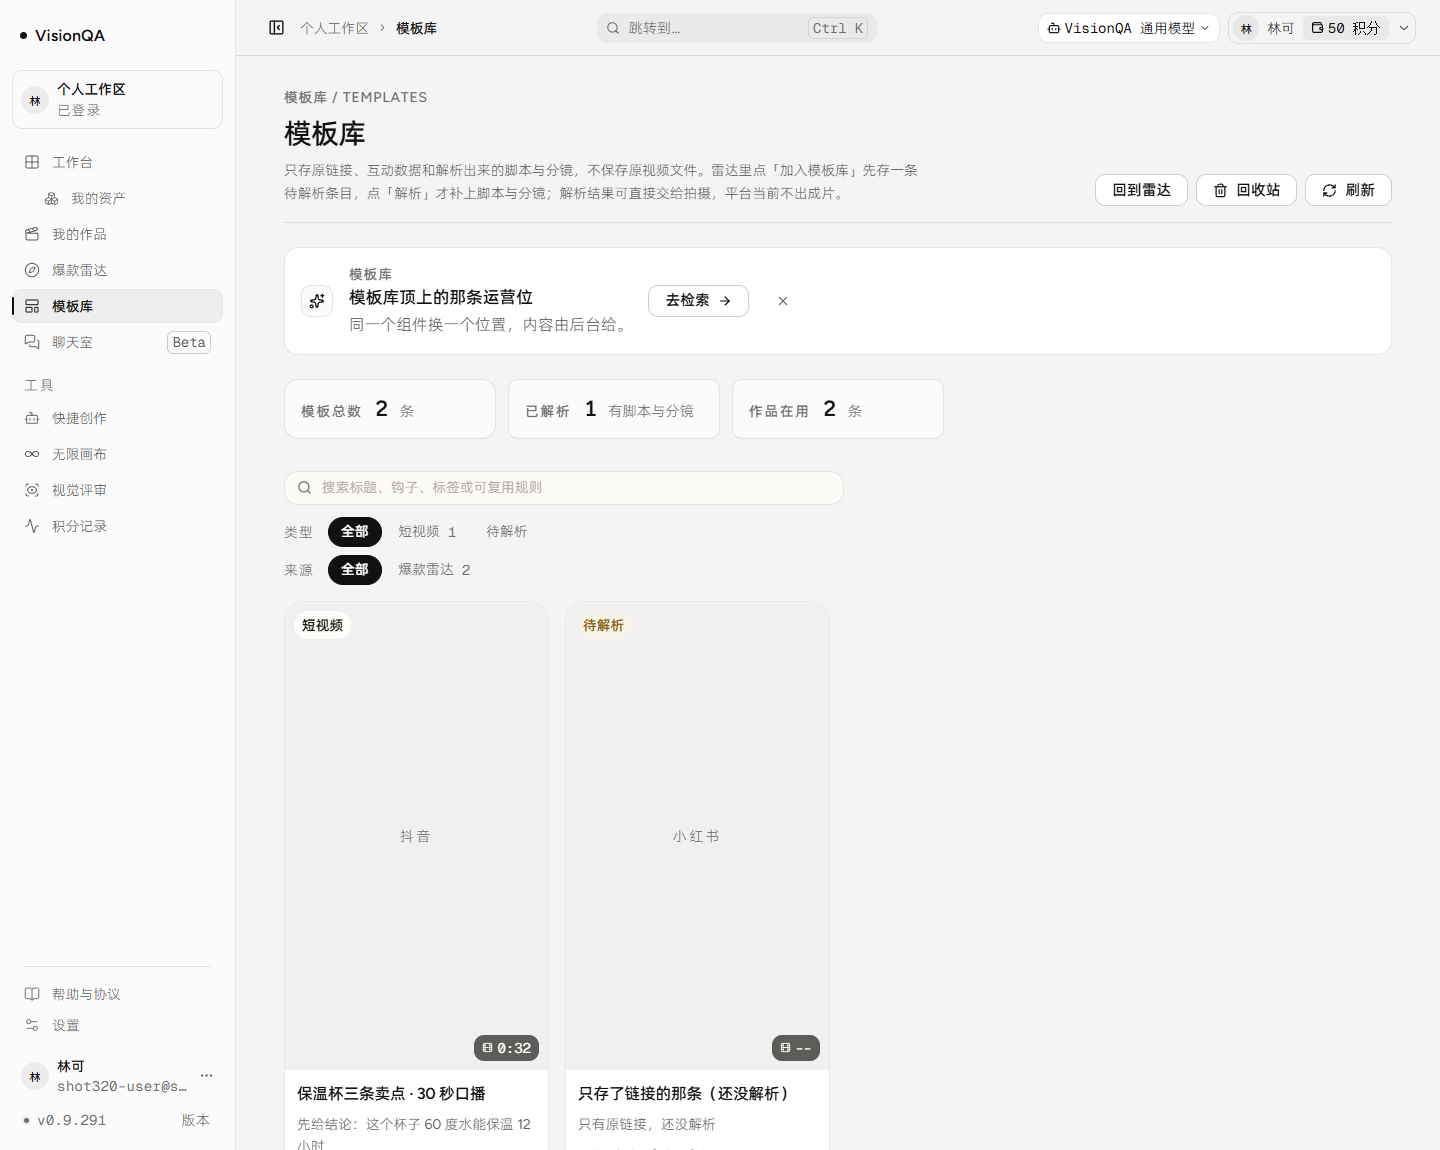 VisionQA
林
个人工作区
已登录
工作台
我的资产
我的作品
爆款雷达
模板库
聊天室 Beta
工具
快捷创作
无限画布
视觉评审
积分记录
帮助与协议
设置
林
林可
shot320-user@s…
v0.9.291 版本
个人工作区 › 模板库
跳转到… Ctrl K
VisionQA 通用模型
林 林可 50 积分
模板库 / TEMPLATES
模板库
只存原链接、互动数据和解析出来的脚本与分镜，不保存原视频文件。雷达里点「加入模板库」先存一条
待解析条目，点「解析」才补上脚本与分镜；解析结果可直接交给拍摄，平台当前不出成片。
回到雷达 回收站 刷新
模板库
模板库顶上的那条运营位
同一个组件换一个位置，内容由后台给。
去检索 →
模板总数 2 条
已解析 1 有脚本与分镜
作品在用 2 条
搜索标题、钩子、标签或可复用规则
类型 全部 短视频 1 待解析
来源 全部 爆款雷达 2
短视频
抖音
0:32
保温杯三条卖点 · 30 秒口播
先给结论：这个杯子 60 度水能保温 12
小时
待解析
小红书
--
只存了链接的那条（还没解析）
只有原链接，还没解析